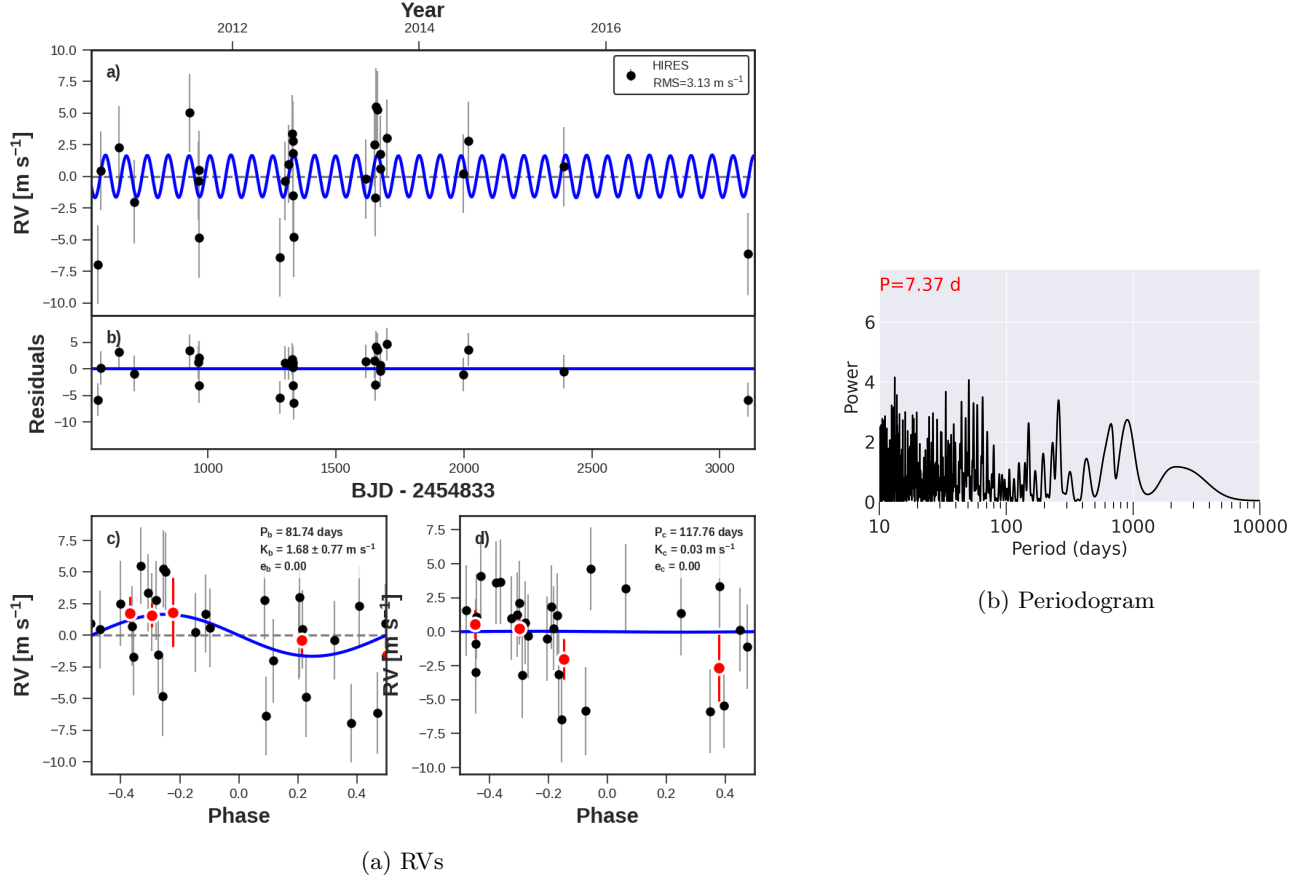 Year
2012 2014 2016
10.0
7.5
5.0
2.5
0.0
−2.5
−5.0
−7.5
−10.0
RV [m s−1]
a)
HIRES
RMS=3.13 m s−1
5
0
−5
−10
Residuals
b)
1000 1500 2000 2500 3000
BJD - 2454833
c)
P_b = 81.74 days
K_b = 1.68 ± 0.77 m s−1
e_b = 0.00
7.5
5.0
2.5
0.0
−2.5
−5.0
−7.5
−10.0
RV [m s−1]
−0.4 −0.2 0.0 0.2 0.4
Phase
d)
P_c = 117.76 days
K_c = 0.03 m s−1
e_c = 0.00
7.5
5.0
2.5
0.0
−2.5
−5.0
−7.5
−10.0
RV [m s−1]
−0.4 −0.2 0.0 0.2 0.4
Phase
(a) RVs
P=7.37 d
6
4
2
0
Power
10 100 1000 10000
Period (days)
(b) Periodogram